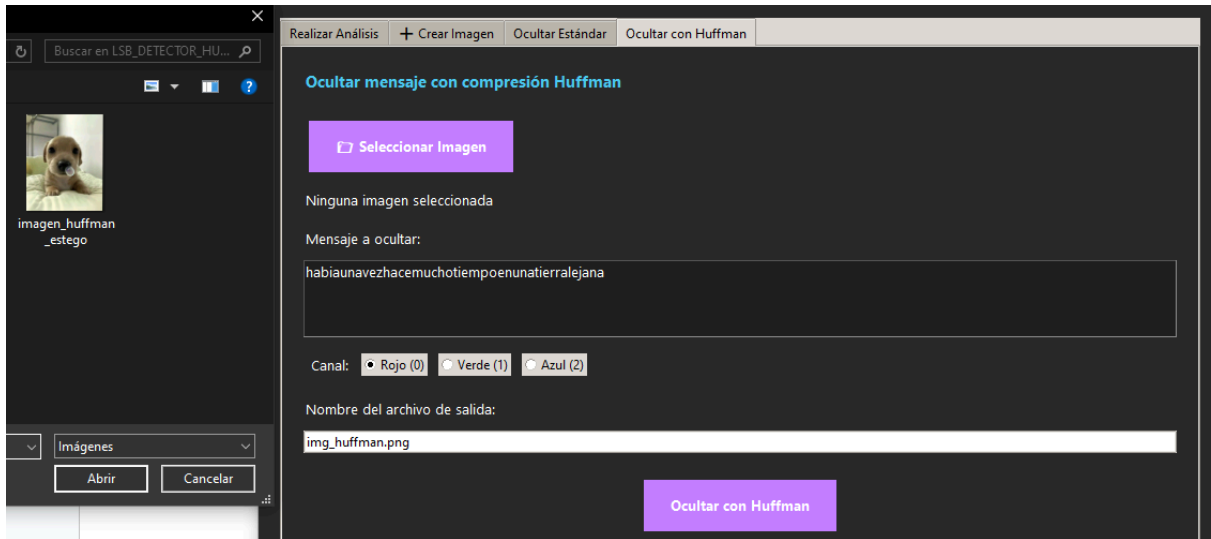 Buscar en LSB_DETECTOR_HU...
imagen_huffman
_estego
Imágenes
Abrir
Cancelar
Realizar Análisis
+ Crear Imagen
Ocultar Estándar
Ocultar con Huffman
Ocultar mensaje con compresión Huffman
Seleccionar Imagen
Ninguna imagen seleccionada
Mensaje a ocultar:
habiaunavezhacemuchotiempoenunatierralejana
Canal: Rojo (0) Verde (1) Azul (2)
Nombre del archivo de salida:
img_huffman.png
Ocultar con Huffman